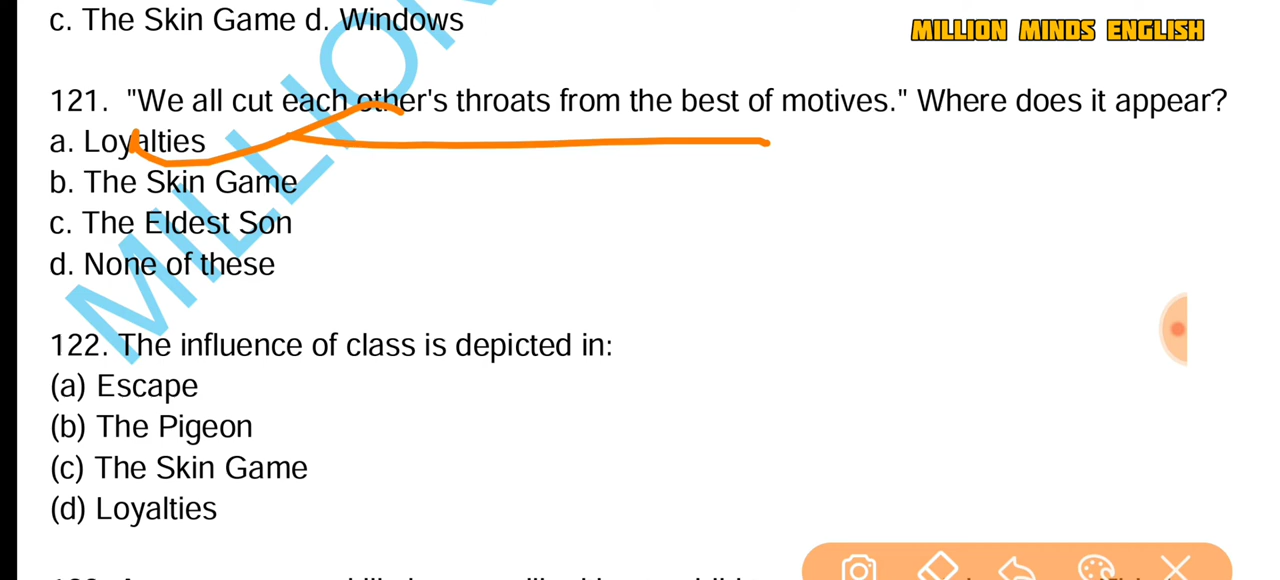 c. The Skin Game d. Windows
MILLION MINDS ENGLISH
121. "We all cut each other's throats from the best of motives." Where does it appear?
a. Loyalties
b. The Skin Game
c. The Eldest Son
d. None of these
MILLION
122. The influence of class is depicted in:
(a) Escape
(b) The Pigeon
(c) The Skin Game
(d) Loyalties